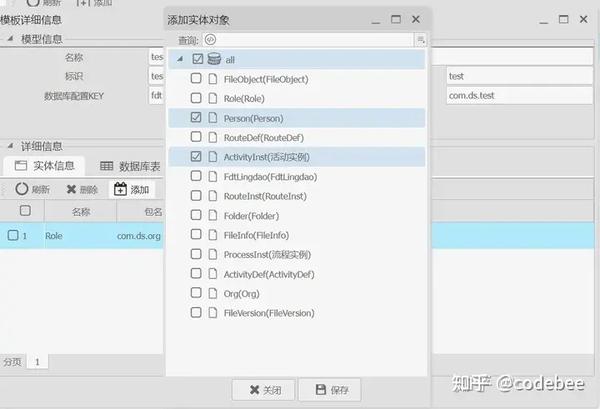 刷新 添加
模板详细信息
模型信息
名称 tes
标识 tes test
数据库配置KEY fdt com.ds.test
详细信息
实体信息 数据库表
刷新 删除 添加
名称 包名
1 Role com.ds.org
分页 1
添加实体对象
查询:
all
FileObject(FileObject)
Role(Role)
Person(Person)
RouteDef(RouteDef)
ActivityInst(活动实例)
FdtLingdao(FdtLingdao)
RouteInst(RouteInst)
Folder(Folder)
FileInfo(FileInfo)
ProcessInst(流程实例)
ActivityDef(ActivityDef)
Org(Org)
FileVersion(FileVersion)
关闭 保存
知乎 @codebee